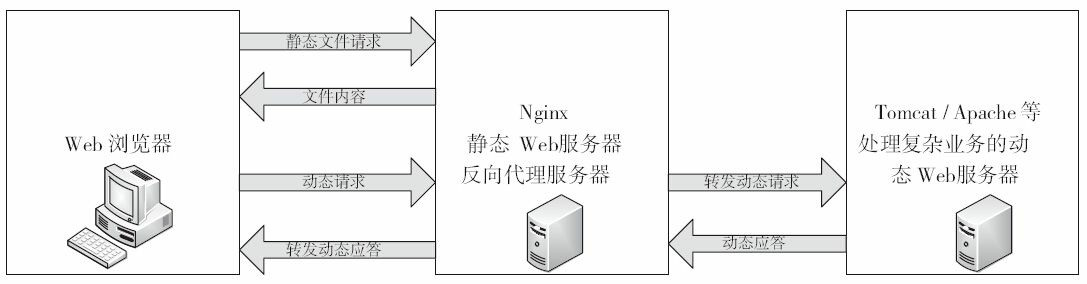 静态文件请求
文件内容
Web 浏览器
动态请求
转发动态应答
Nginx
静态 Web服务器
反向代理服务器
转发动态请求
动态应答
Tomcat / Apache 等
处理复杂业务的动
态 Web服务器